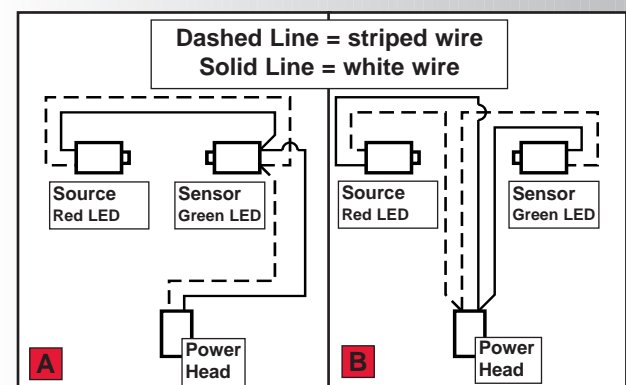 Dashed Line = striped wire
Solid Line = white wire
Source
Red LED
Sensor
Green LED
Power
Head
A
Source
Red LED
Sensor
Green LED
Power
Head
B